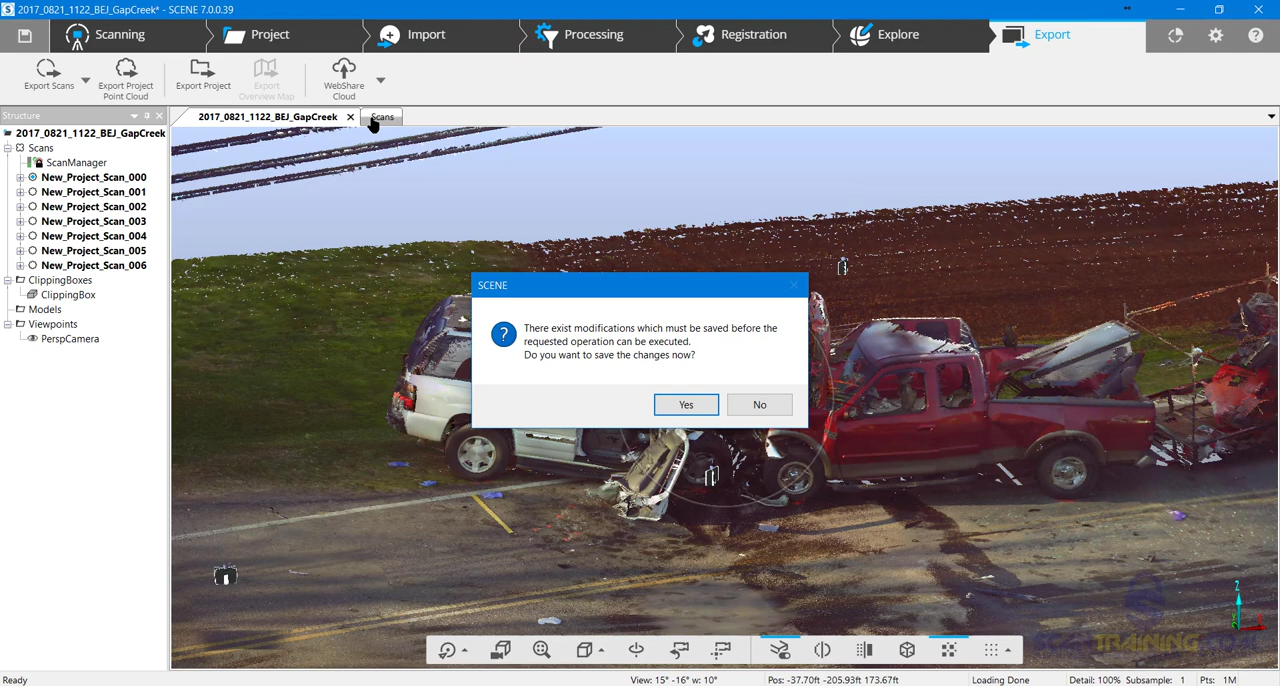 2017_0821_1122_BEJ_GapCreek* - SCENE 7.0.0.39
Scanning
Project
Import
Processing
Registration
Explore
Export
Export Scans
Export Project
Point Cloud
Export Project
Export
Overview Map
WebShare
Cloud
Structure
2017_0821_1122_BEJ_GapCreek
Scans
2017_0821_1122_BEJ_GapCreek
Scans
ScanManager
New_Project_Scan_000
New_Project_Scan_001
New_Project_Scan_002
New_Project_Scan_003
New_Project_Scan_004
New_Project_Scan_005
New_Project_Scan_006
ClippingBoxes
ClippingBox
Models
Viewpoints
PerspCamera
SCENE
There exist modifications which must be saved before the
requested operation can be executed.
Do you want to save the changes now?
Yes
No
Z
TRAINING
Ready
View: 15° -16° w: 10°
Pos: -37.70ft -205.93ft 173.67ft
Loading Done
Detail: 100%
Subsample: 1
Pts: 1M